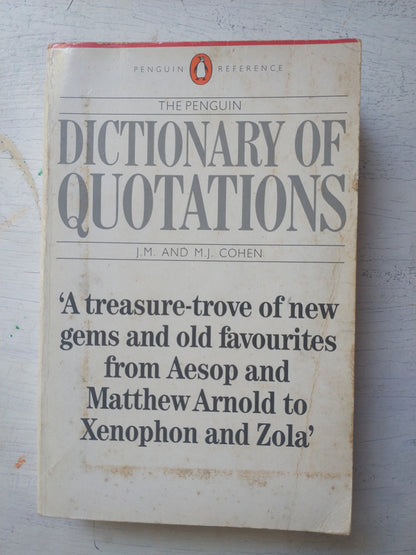 PENGUIN REFERENCE
THE PENGUIN
DICTIONARY OF
QUOTATIONS
J.M. AND M.J. COHEN
‘A treasure-trove of new
gems and old favourites
from Aesop and
Matthew Arnold to
Xenophon and Zola’